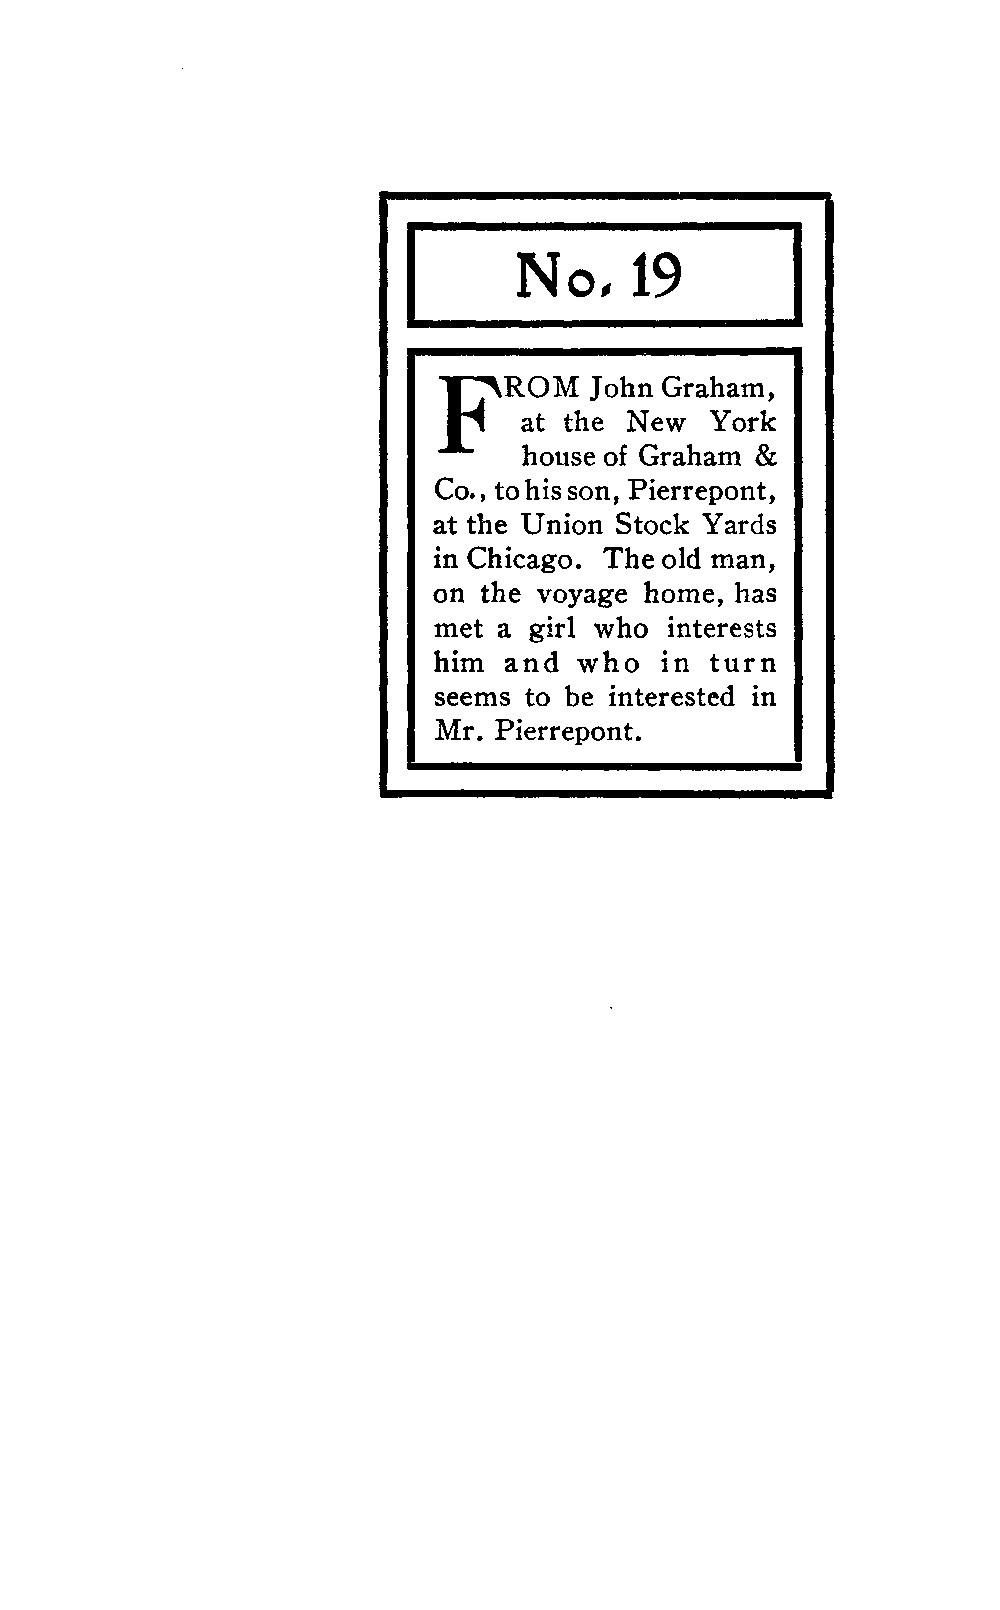 No. 19
FROM John Graham,
at the New York
house of Graham &
Co., to his son, Pierrepont,
at the Union Stock Yards
in Chicago. The old man,
on the voyage home, has
met a girl who interests
him and who in turn
seems to be interested in
Mr. Pierrepont.